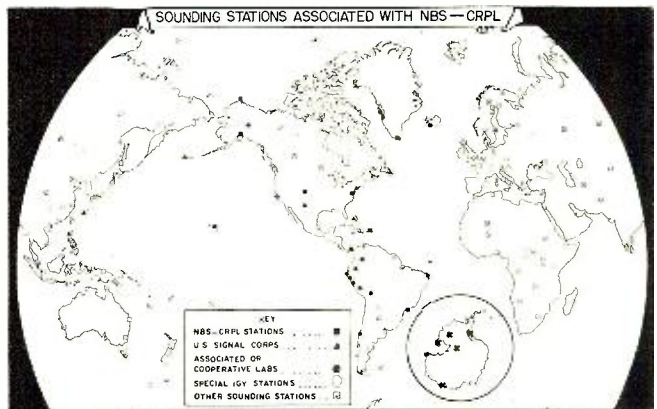 SOUNDING STATIONS ASSOCIATED WITH NBS — CRPL
KEY
NBS-CRPL STATIONS ......
U.S SIGNAL CORPS ....
ASSOCIATED OR
COOPERATIVE LABS .....
SPECIAL IGY STATIONS .....
OTHER SOUNDING STATIONS ..